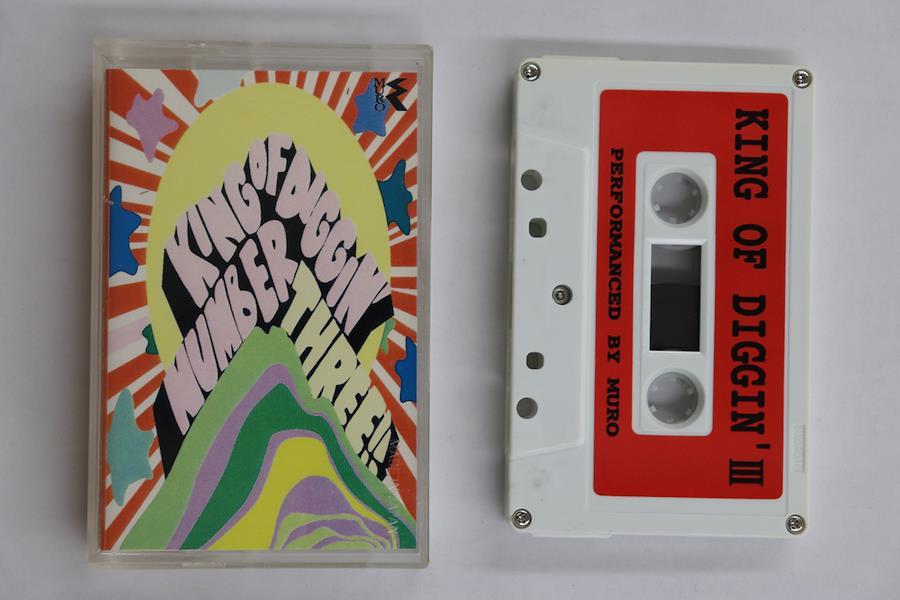 MURO
KING OF DIGGIN'
NUMBER
THREE!!
KING OF DIGGIN' III
PERFORMANCED BY MURO